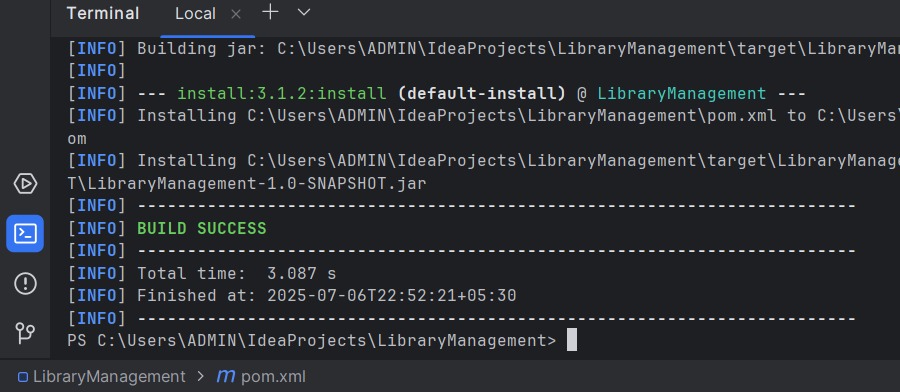 Terminal Local × +
[INFO] Building jar: C:\Users\ADMIN\IdeaProjects\LibraryManagement\target\LibraryMa
[INFO]
[INFO] --- install:3.1.2:install (default-install) @ LibraryManagement ---
[INFO] Installing C:\Users\ADMIN\IdeaProjects\LibraryManagement\pom.xml to C:\Users\
om
[INFO] Installing C:\Users\ADMIN\IdeaProjects\LibraryManagement\target\LibraryManage
T\LibraryManagement-1.0-SNAPSHOT.jar
[INFO] ------------------------------------------------------------------------
[INFO] BUILD SUCCESS
[INFO] ------------------------------------------------------------------------
[INFO] Total time:  3.087 s
[INFO] Finished at: 2025-07-06T22:52:21+05:30
[INFO] ------------------------------------------------------------------------
PS C:\Users\ADMIN\IdeaProjects\LibraryManagement>
LibraryManagement > m pom.xml